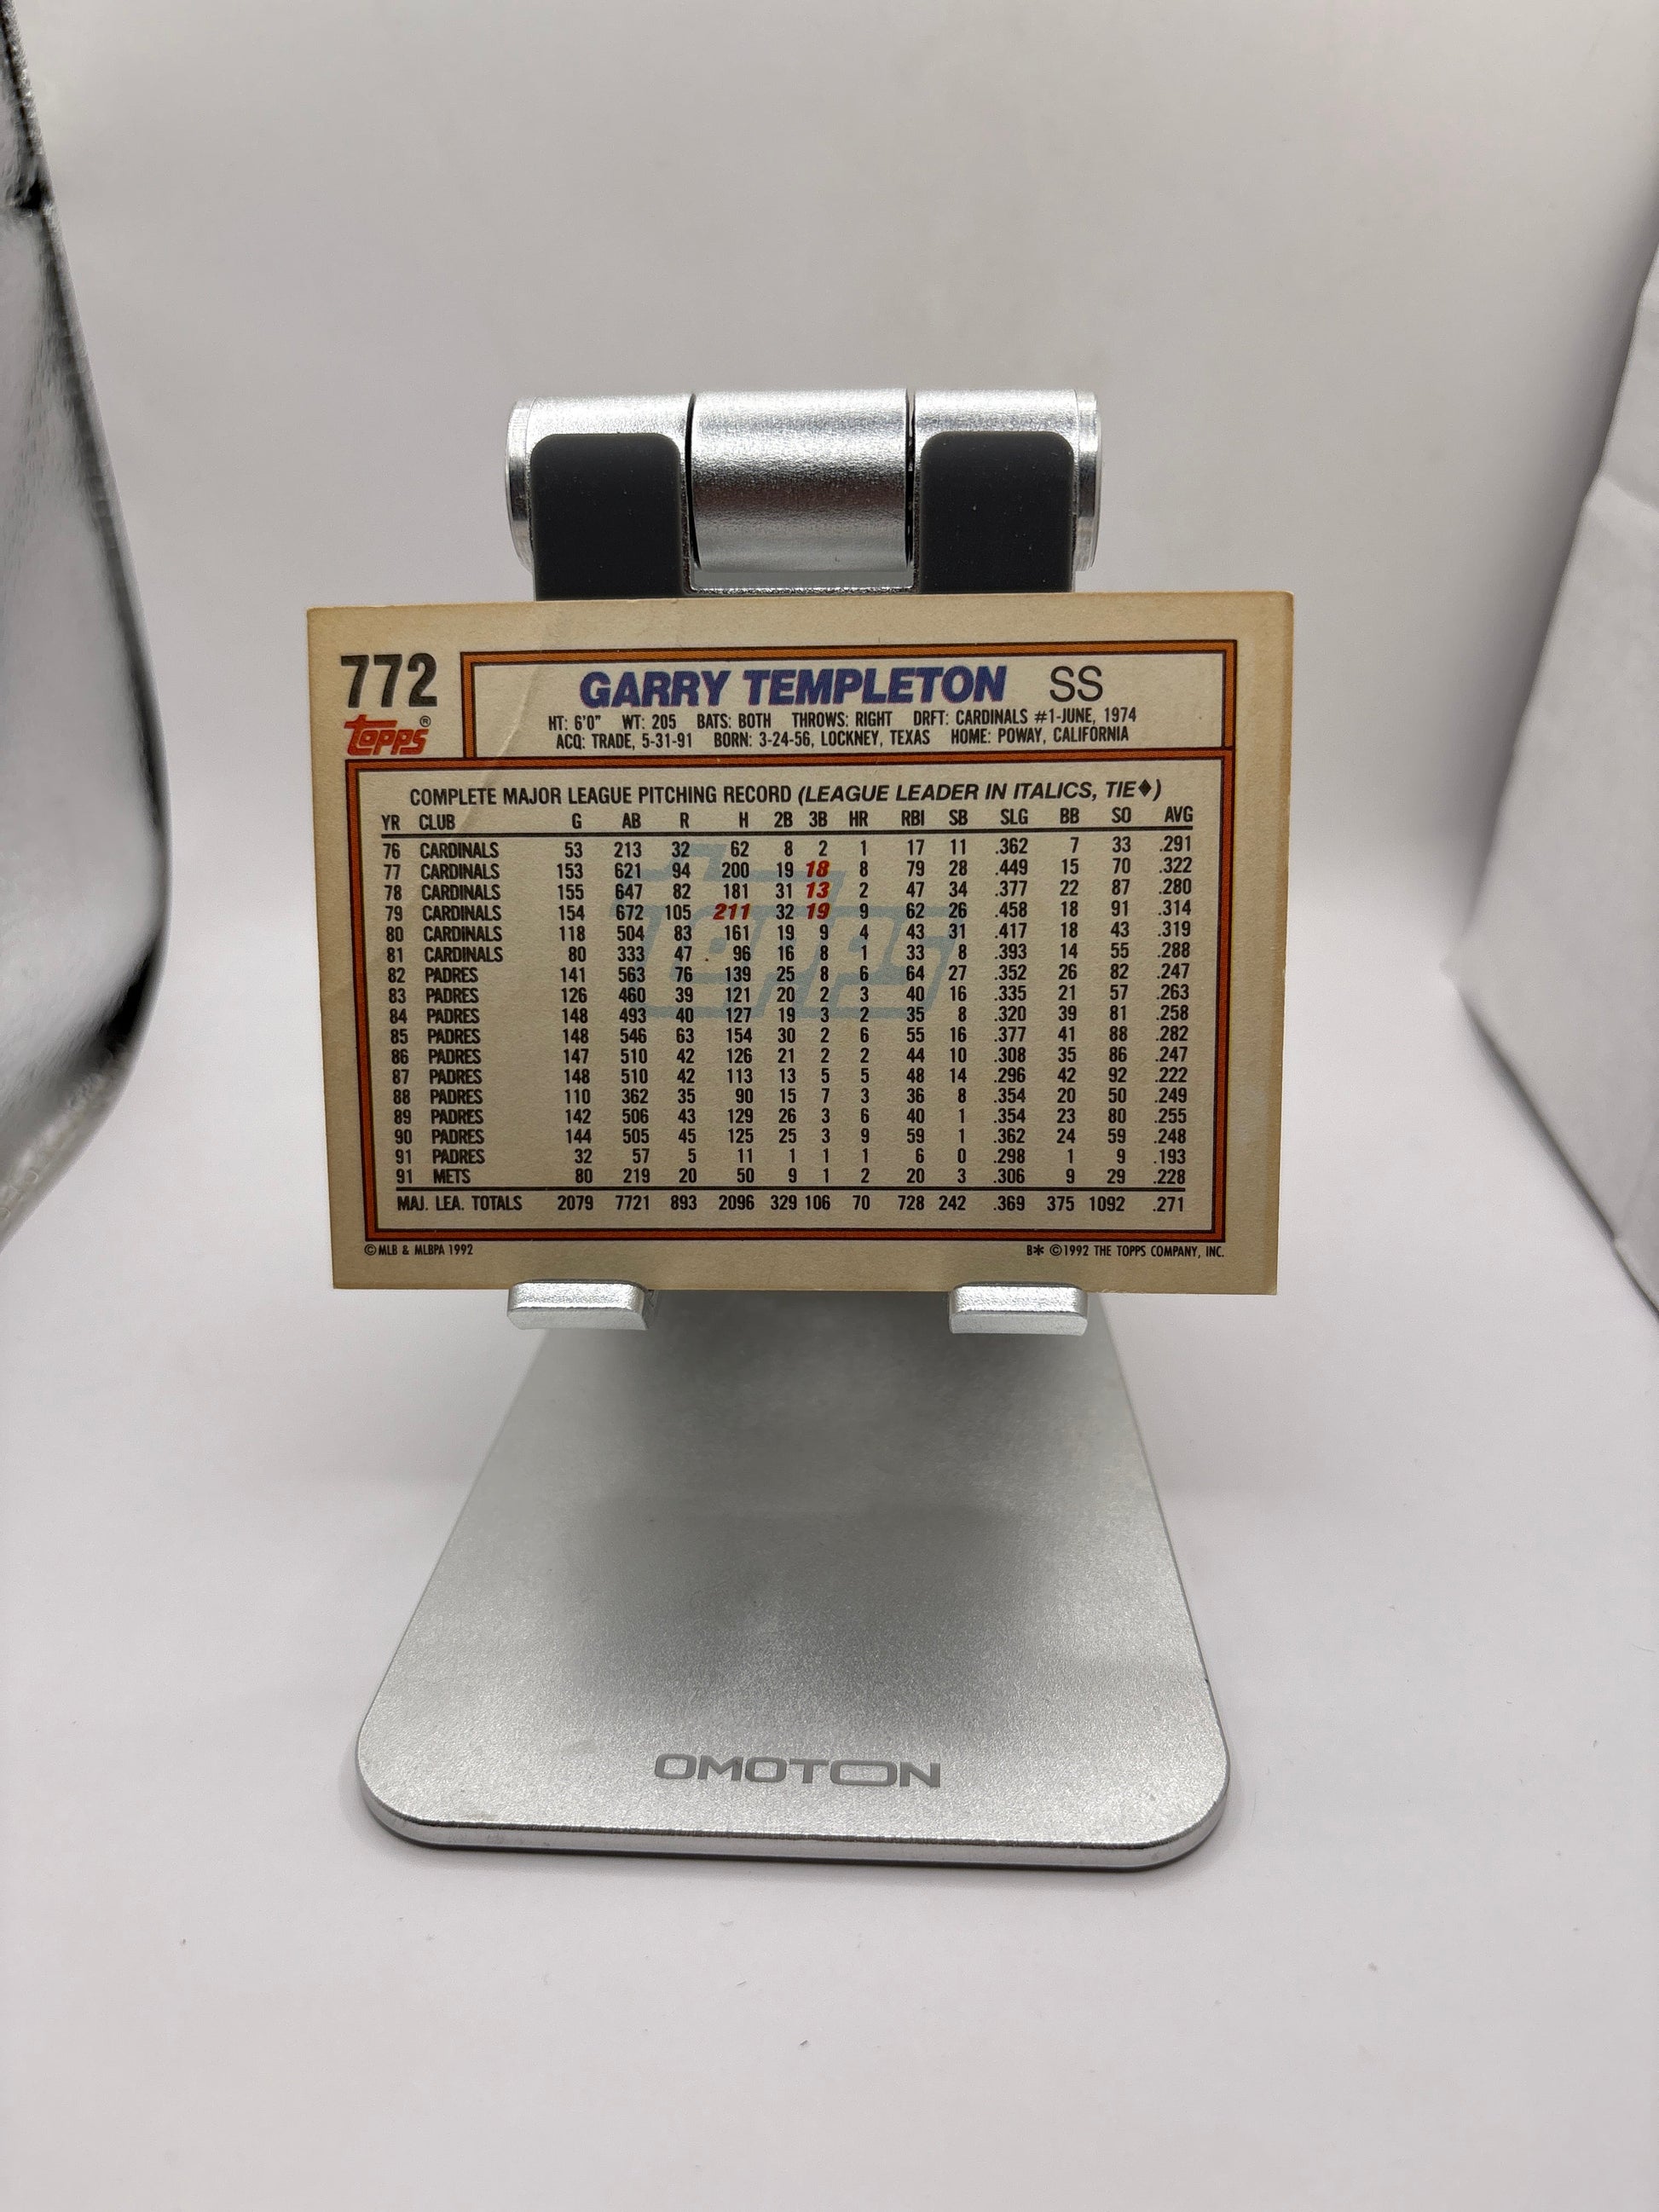 772
GARRY TEMPLETON SS
topps®
HT: 6'0" WT: 205 BATS: BOTH THROWS: RIGHT DRFT: CARDINALS #1-JUNE, 1974
ACQ: TRADE, 5-31-91 BORN: 3-24-56, LOCKNEY, TEXAS HOME: POWAY, CALIFORNIA
COMPLETE MAJOR LEAGUE PITCHING RECORD (LEAGUE LEADER IN ITALICS, TIE♦)
YR CLUB G AB R H 2B 3B HR RBI SB SLG BB SO AVG
76 CARDINALS 53 213 32 62 8 2 1 17 11 .362 7 33 .291
77 CARDINALS 153 621 94 200 19 18 8 79 28 .449 15 70 .322
78 CARDINALS 155 647 82 181 31 13 2 47 34 .377 22 87 .280
79 CARDINALS 154 672 105 211 32 19 9 62 26 .458 18 91 .314
80 CARDINALS 118 504 83 161 19 9 4 43 31 .417 18 43 .319
81 CARDINALS 80 333 47 96 16 8 1 33 8 .393 14 55 .288
82 PADRES 141 563 76 139 25 8 6 64 27 .352 26 82 .247
83 PADRES 126 460 39 121 20 2 3 40 16 .335 21 57 .263
84 PADRES 148 493 40 127 19 3 2 35 8 .320 39 81 .258
85 PADRES 148 546 63 154 30 2 6 55 16 .377 41 88 .282
86 PADRES 147 510 42 126 21 2 2 44 10 .308 35 86 .247
87 PADRES 148 510 42 113 13 5 5 48 14 .296 42 92 .222
88 PADRES 110 362 35 90 15 7 3 36 8 .354 20 50 .249
89 PADRES 142 506 43 129 26 3 6 40 1 .354 23 80 .255
90 PADRES 144 505 45 125 25 3 9 59 1 .362 24 59 .248
91 PADRES 32 57 5 11 1 1 1 6 0 .298 1 9 .193
91 METS 80 219 20 50 9 1 2 20 3 .306 9 29 .228
MAJ. LEA. TOTALS 2079 7721 893 2096 329 106 70 728 242 .369 375 1092 .271
topps
© MLB & MLBPA 1992
B* © 1992 THE TOPPS COMPANY, INC.
OMOTON